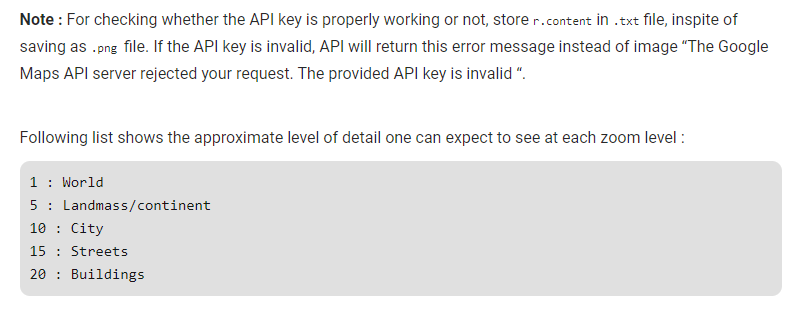 Note : For checking whether the API key is properly working or not, store r.content in .txt file, inspite of
saving as .png file. If the API key is invalid, API will return this error message instead of image “The Google
Maps API server rejected your request. The provided API key is invalid “.
Following list shows the approximate level of detail one can expect to see at each zoom level :
1 : World
5 : Landmass/continent
10 : City
15 : Streets
20 : Buildings